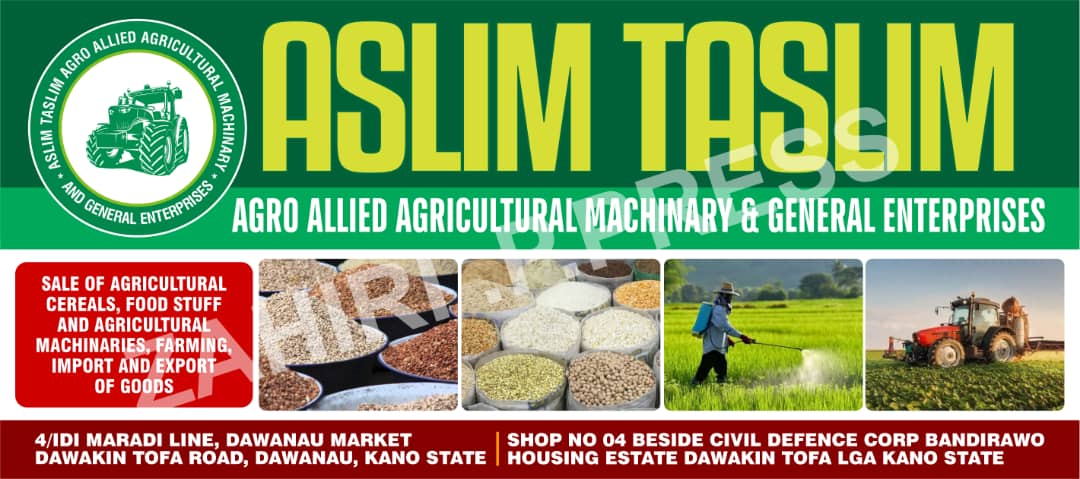 ASLIM TASLIM AGRO ALLIED AGRICULTURAL MACHINARY
* AND GENERAL ENTERPRISES *
ASLIM TASLIM
AGRO ALLIED AGRICULTURAL MACHINARY & GENERAL ENTERPRISES
SALE OF AGRICULTURAL
CEREALS, FOOD STUFF
AND AGRICULTURAL
MACHINARIES, FARMING,
IMPORT AND EXPORT
OF GOODS
4/IDI MARADI LINE, DAWANAU MARKET
DAWAKIN TOFA ROAD, DAWANAU, KANO STATE
SHOP NO 04 BESIDE CIVIL DEFENCE CORP BANDIRAWO
HOUSING ESTATE DAWAKIN TOFA LGA KANO STATE